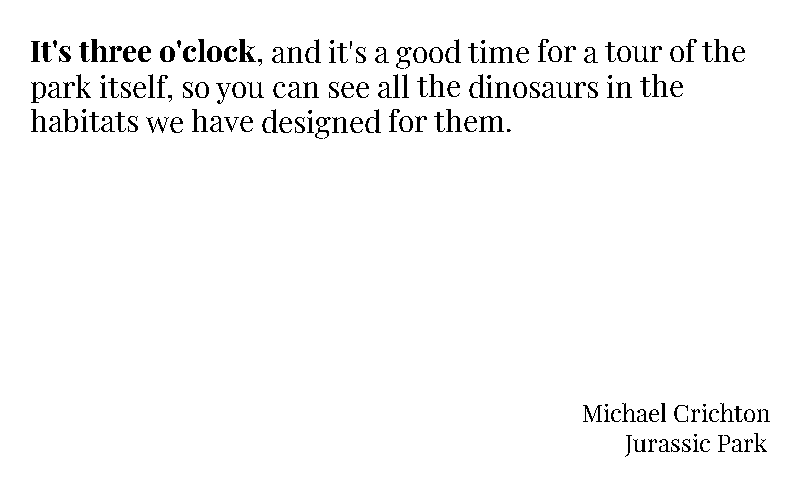 It's three o'clock, and it's a good time for a tour of the
park itself, so you can see all the dinosaurs in the
habitats we have designed for them.
Michael Crichton
Jurassic Park